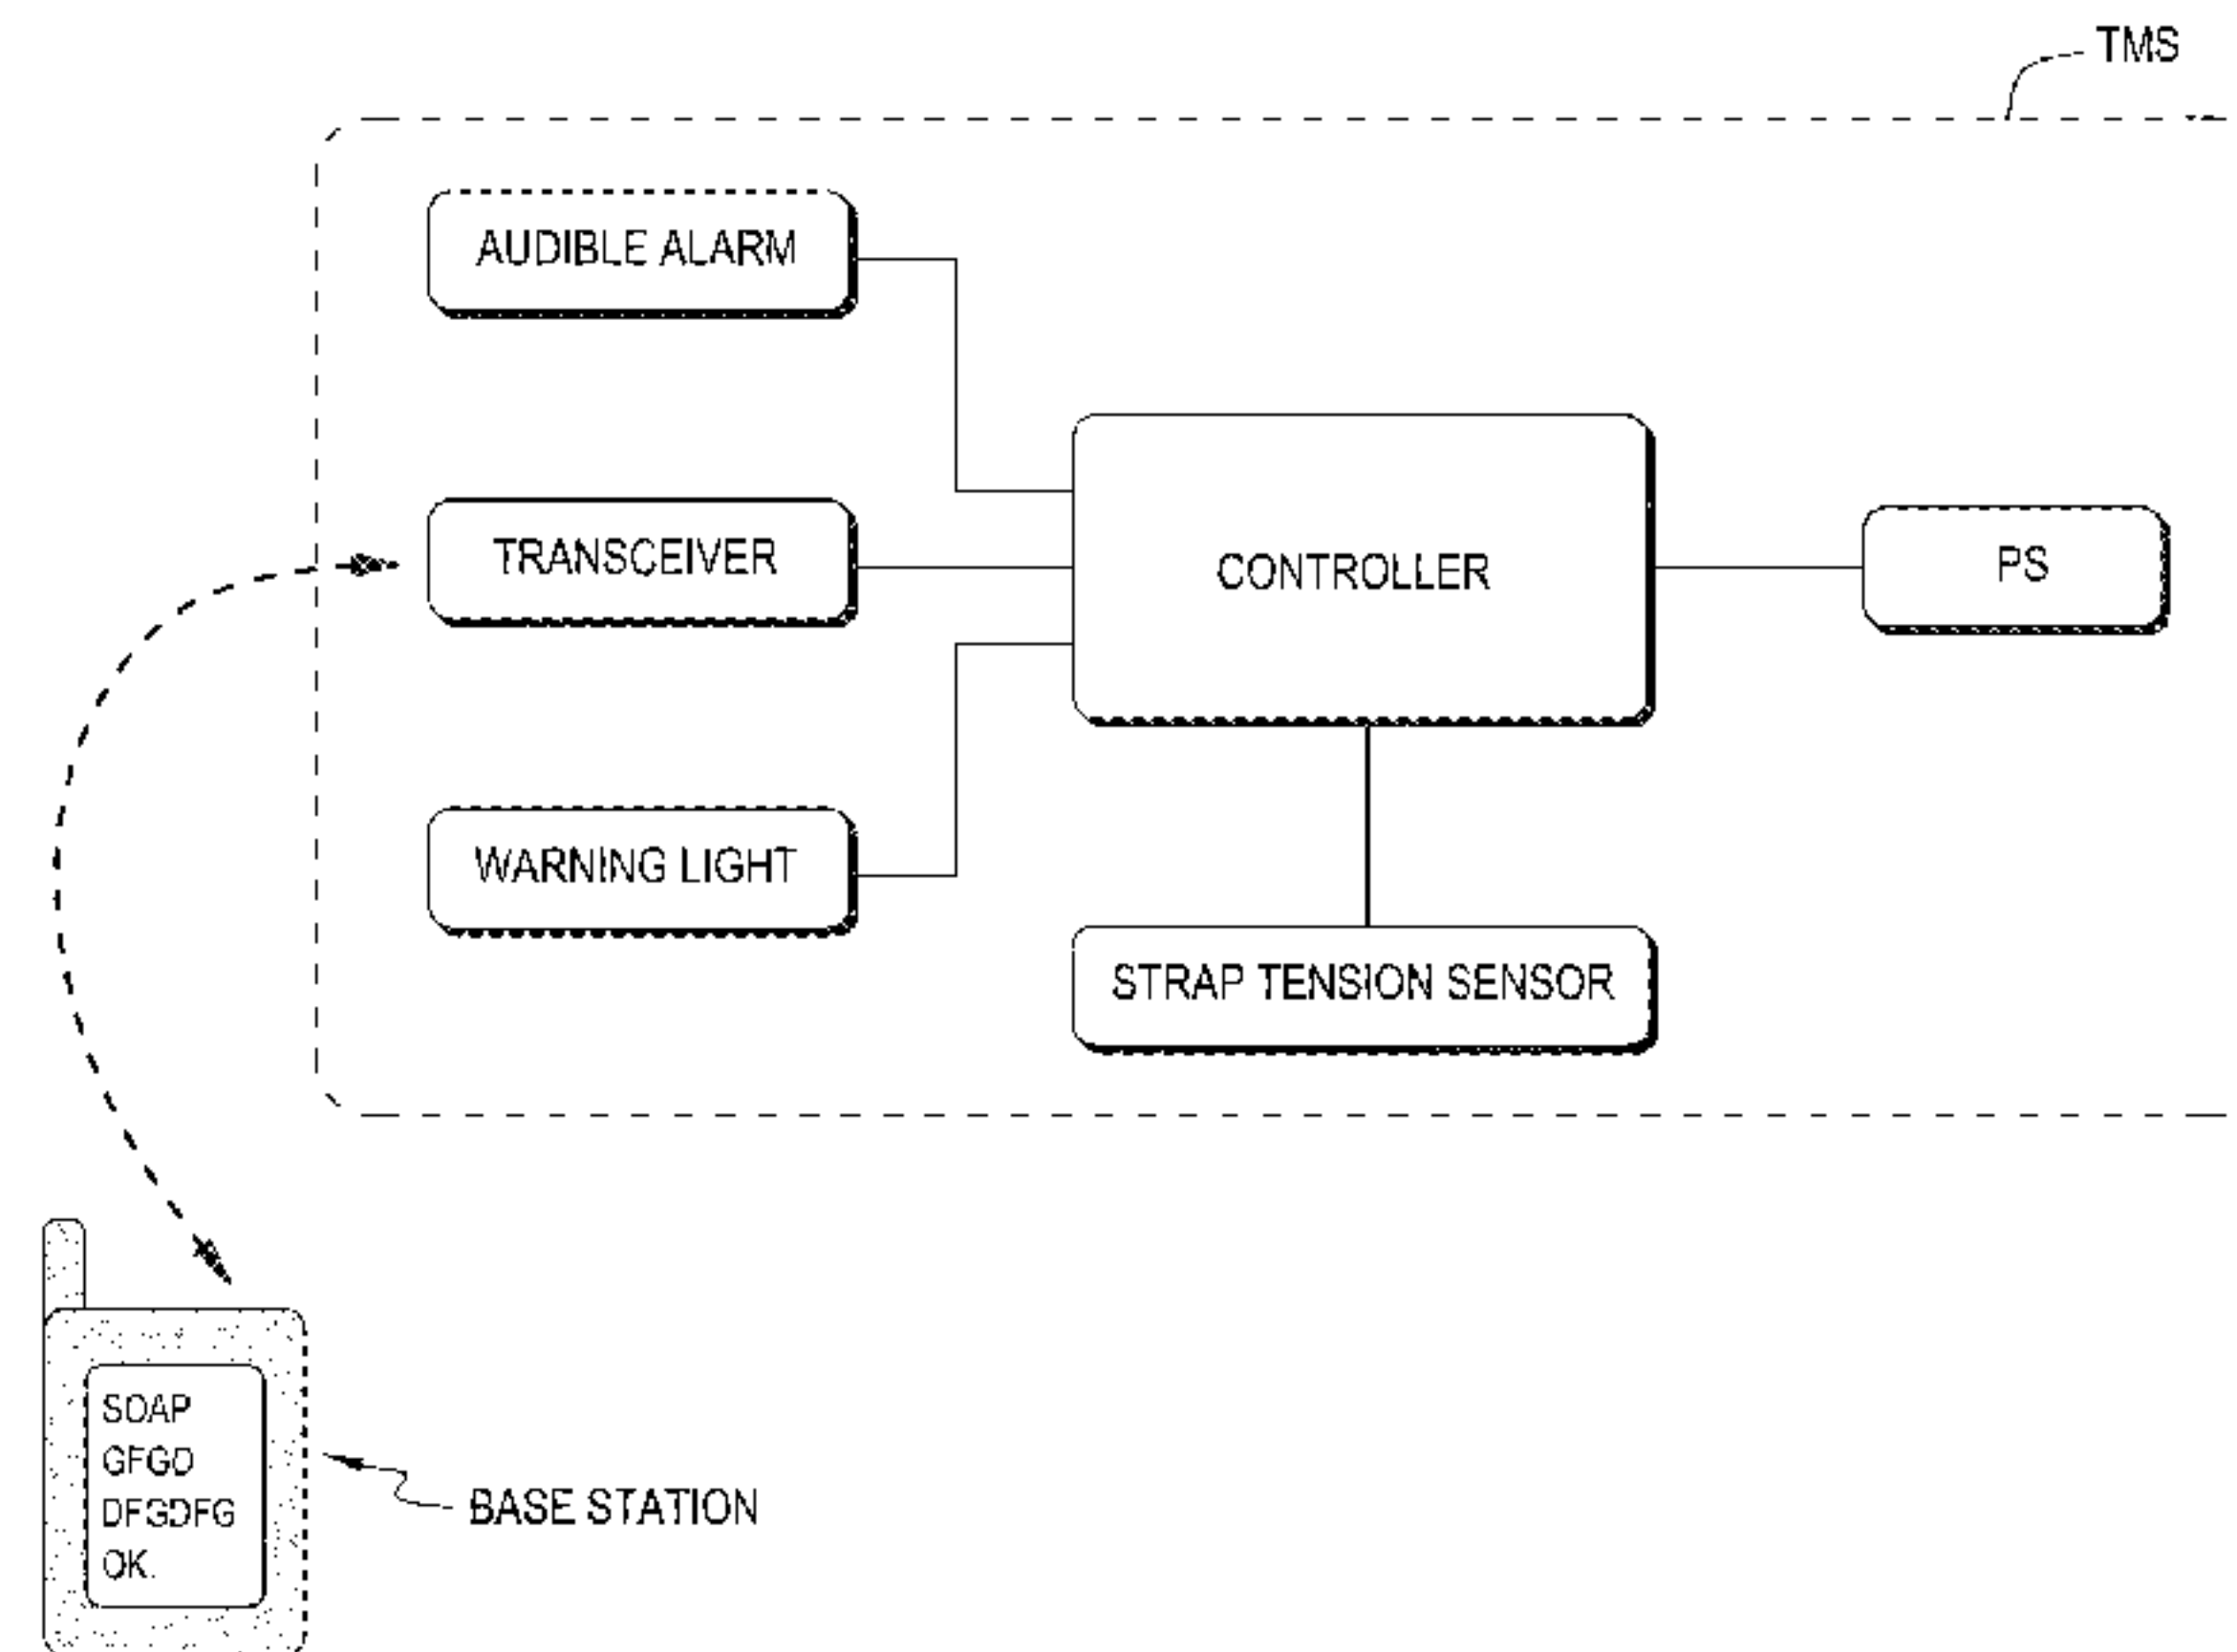 TMS
AUDIBLE ALARM
TRANSCEIVER
CONTROLLER
PS
WARNING LIGHT
STRAP TENSION SENSOR
SOAP
GFGD
DFGDFG
OK
BASE STATION